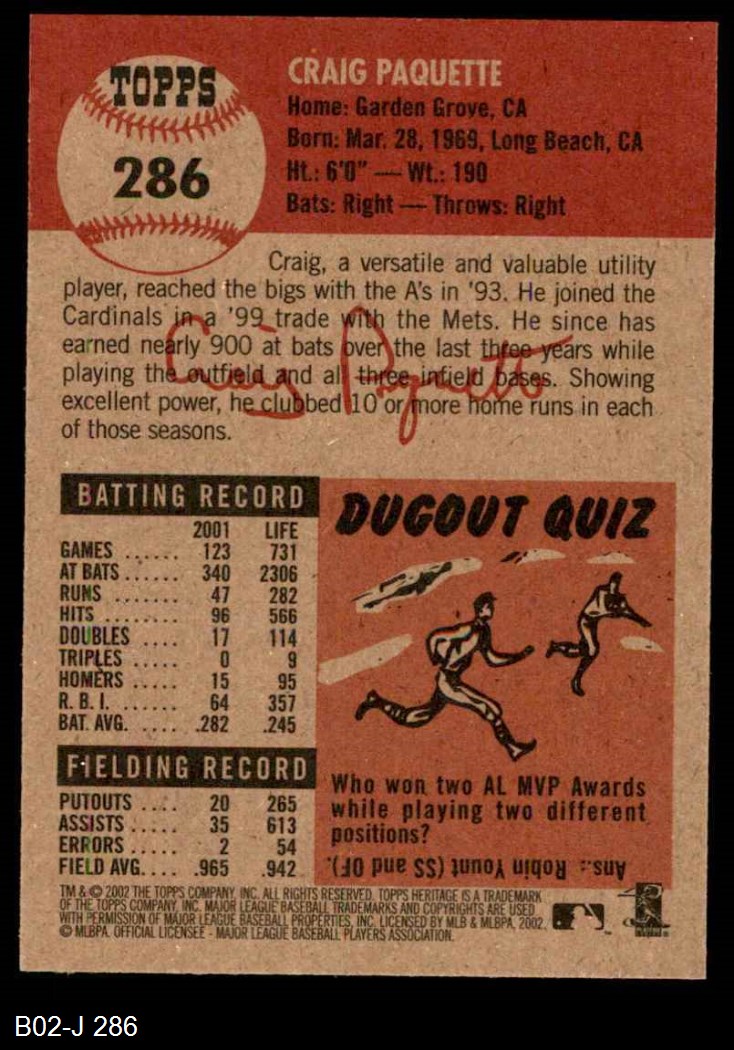 TOPPS
286
CRAIG PAQUETTE
Home: Garden Grove, CA
Born: Mar. 28, 1969, Long Beach, CA
Ht.: 6'0" — Wt.: 190
Bats: Right — Throws: Right
Craig, a versatile and valuable utility
player, reached the bigs with the A's in '93. He joined the
Cardinals in a '99 trade with the Mets. He since has
earned nearly 900 at bats over the last three years while
playing the outfield and all three infield bases. Showing
excellent power, he clubbed 10 or more home runs in each
of those seasons.
Craig Paquette
BATTING RECORD
2001 LIFE
GAMES ...... 123 731
AT BATS ...... 340 2306
RUNS ....... 47 282
HITS ........ 96 566
DOUBLES .... 17 114
TRIPLES ..... 0 9
HOMERS ..... 15 95
R. B. I. ...... 64 357
BAT. AVG. .... .282 .245
FIELDING RECORD
PUTOUTS .... 20 265
ASSISTS ..... 35 613
ERRORS ..... 2 54
FIELD AVG. ... .965 .942
DUGOUT QUIZ
Who won two AL MVP Awards
while playing two different
positions?
Ans.: Robin Yount (SS and OF).
TM & © 2002 THE TOPPS COMPANY, INC. ALL RIGHTS RESERVED. TOPPS HERITAGE IS A TRADEMARK
OF THE TOPPS COMPANY, INC. MAJOR LEAGUE BASEBALL TRADEMARKS AND COPYRIGHTS ARE USED
WITH PERMISSION OF MAJOR LEAGUE BASEBALL PROPERTIES, INC. LICENSED BY MLB & MLBPA, 2002.
© MLBPA. OFFICIAL LICENSEE - MAJOR LEAGUE BASEBALL PLAYERS ASSOCIATION.
B02-J 286